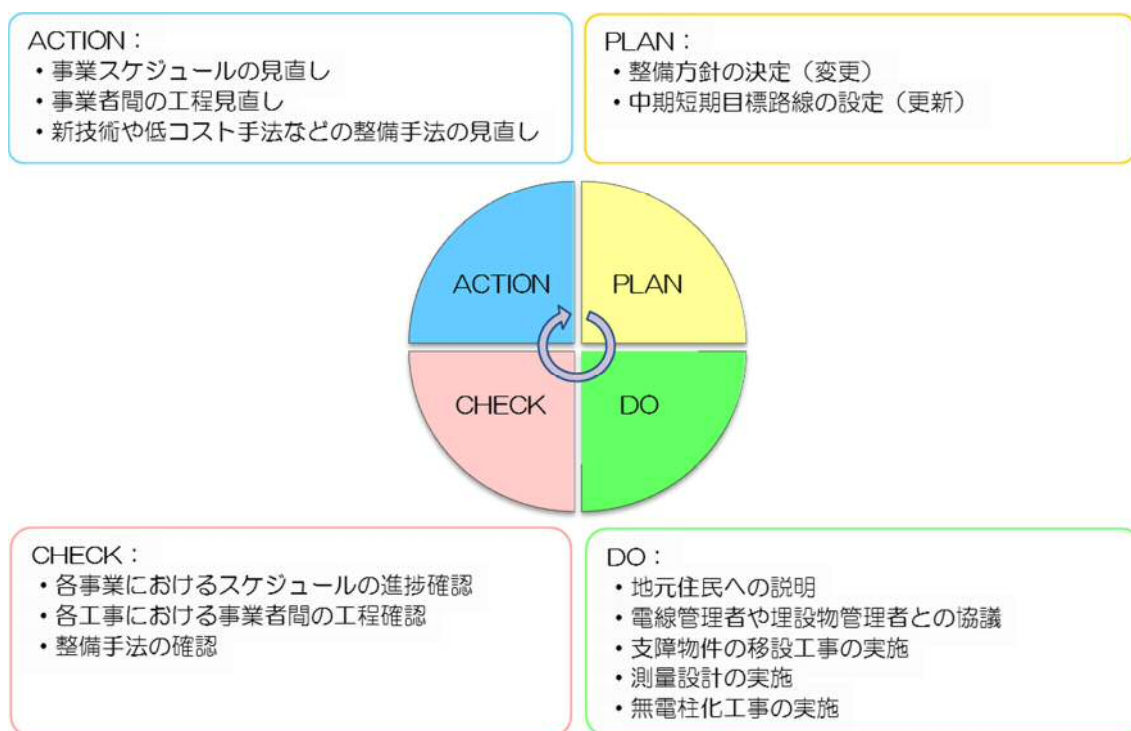 ACTION：
・事業スケジュールの見直し
・事業者間の工程見直し
・新技術や低コスト手法などの整備手法の見直し
PLAN：
・整備方針の決定（変更）
・中期短期目標路線の設定（更新）
ACTION
PLAN
CHECK
DO
CHECK：
・各事業におけるスケジュールの進捗確認
・各工事における事業者間の工程確認
・整備手法の確認
DO：
・地元住民への説明
・電線管理者や埋設物管理者との協議
・支障物件の移設工事の実施
・測量設計の実施
・無電柱化工事の実施